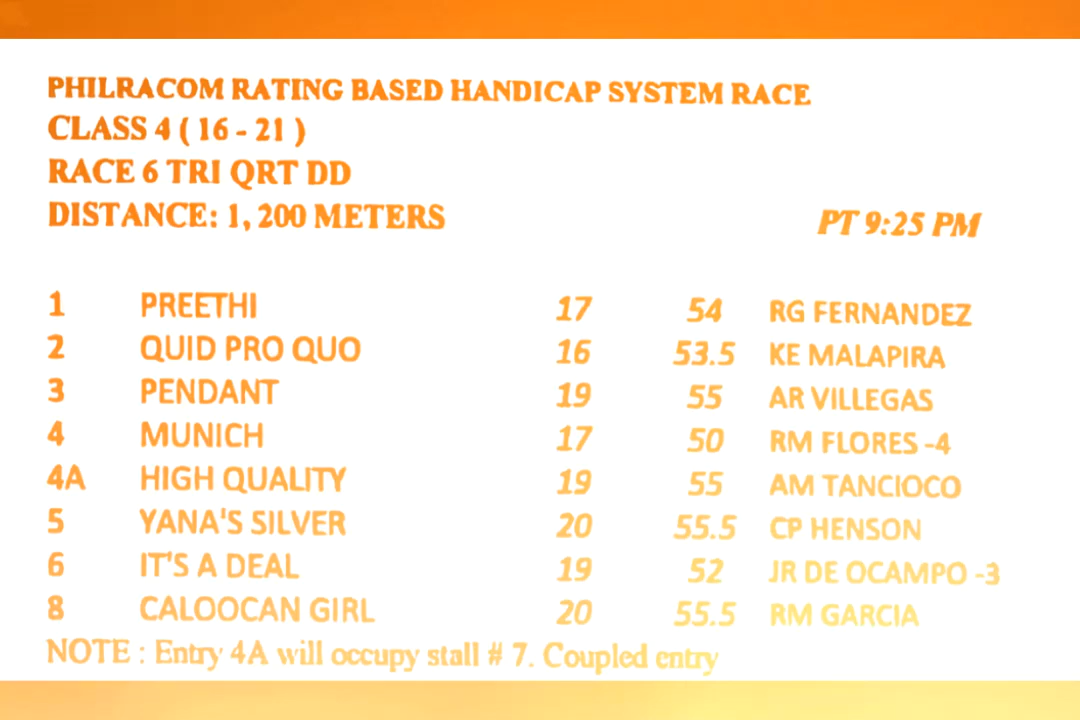 PHILRACOM RATING BASED HANDICAP SYSTEM RACE
CLASS 4 ( 16 - 21 )
RACE 6 TRI QRT DD
DISTANCE: 1, 200 METERS PT 9:25 PM
1 PREETHI 17 54 RG FERNANDEZ
2 QUID PRO QUO 16 53.5 KE MALAPIRA
3 PENDANT 19 55 AR VILLEGAS
4 MUNICH 17 50 RM FLORES -4
4A HIGH QUALITY 19 55 AM TANCIOCO
5 YANA'S SILVER 20 55.5 CP HENSON
6 IT'S A DEAL 19 52 JR DE OCAMPO -3
8 CALOOCAN GIRL 20 55.5 RM GARCIA
NOTE : Entry 4A will occupy stall # 7. Coupled entry